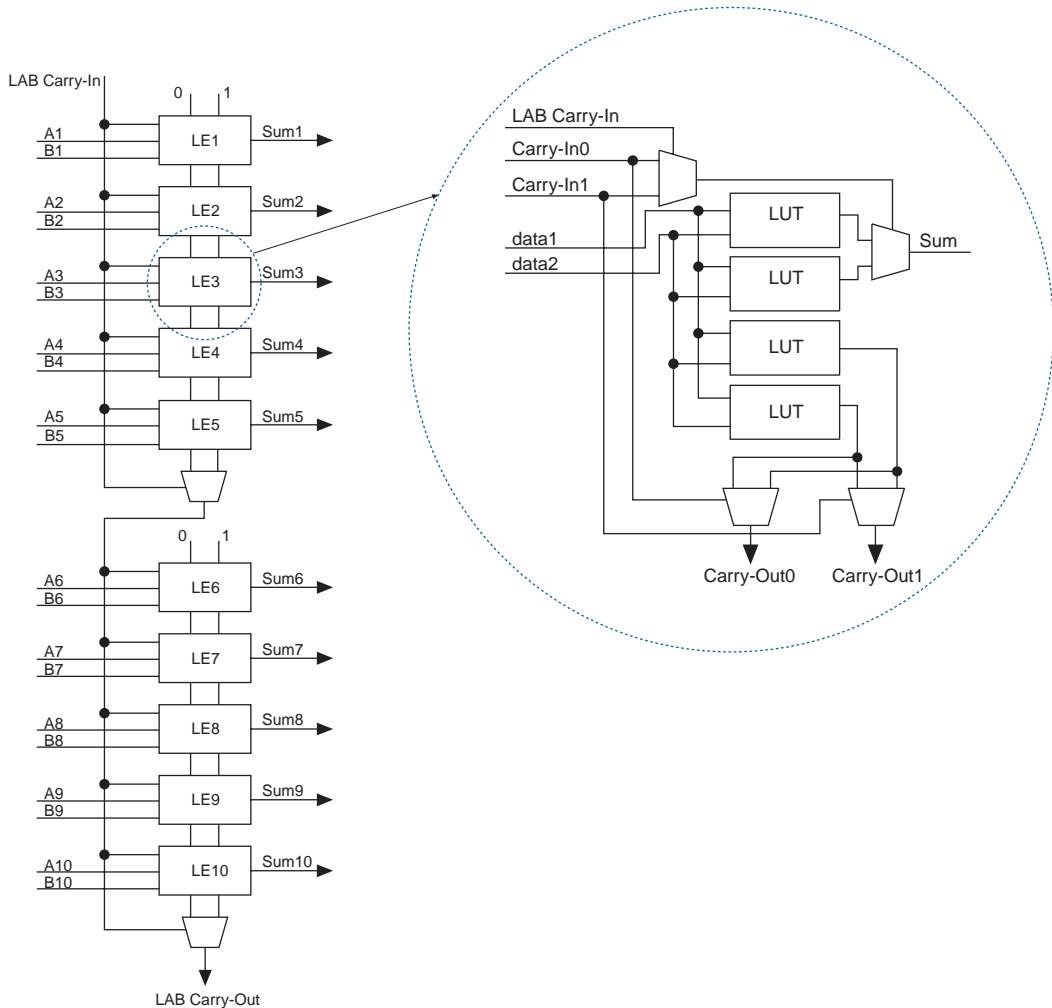 LAB Carry-In
0 1
A1
B1
LE1
Sum1
A2
B2
LE2
Sum2
A3
B3
LE3
Sum3
A4
B4
LE4
Sum4
A5
B5
LE5
Sum5
0 1
A6
B6
LE6
Sum6
A7
B7
LE7
Sum7
A8
B8
LE8
Sum8
A9
B9
LE9
Sum9
A10
B10
LE10
Sum10
LAB Carry-Out
LAB Carry-In
Carry-In0
Carry-In1
data1
data2
LUT
LUT
LUT
LUT
Sum
Carry-Out0
Carry-Out1